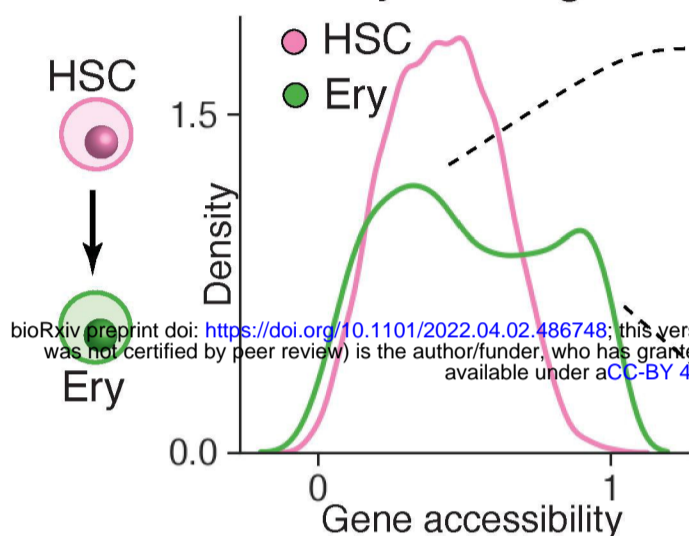 HSC
HSC
Ery
1.5
Density
bioRxiv preprint doi: https://doi.org/10.1101/2022.04.02.486748; this
was not certified by peer review) is the author/funder, who has
available under aCC-BY 4
Ery
0.0
0
1
Gene accessibility